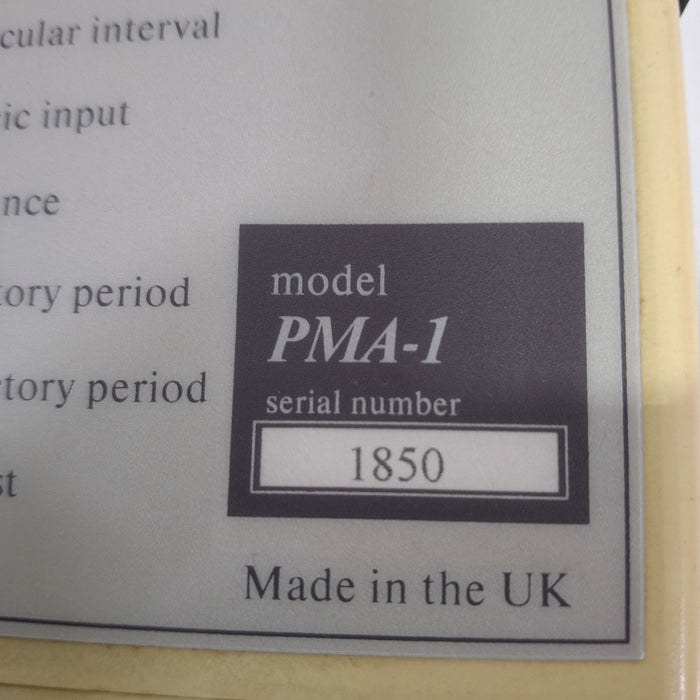 cular interval
ic input
nce
tory period
rtory period
st
model
PMA-1
serial number
1850
Made in the UK